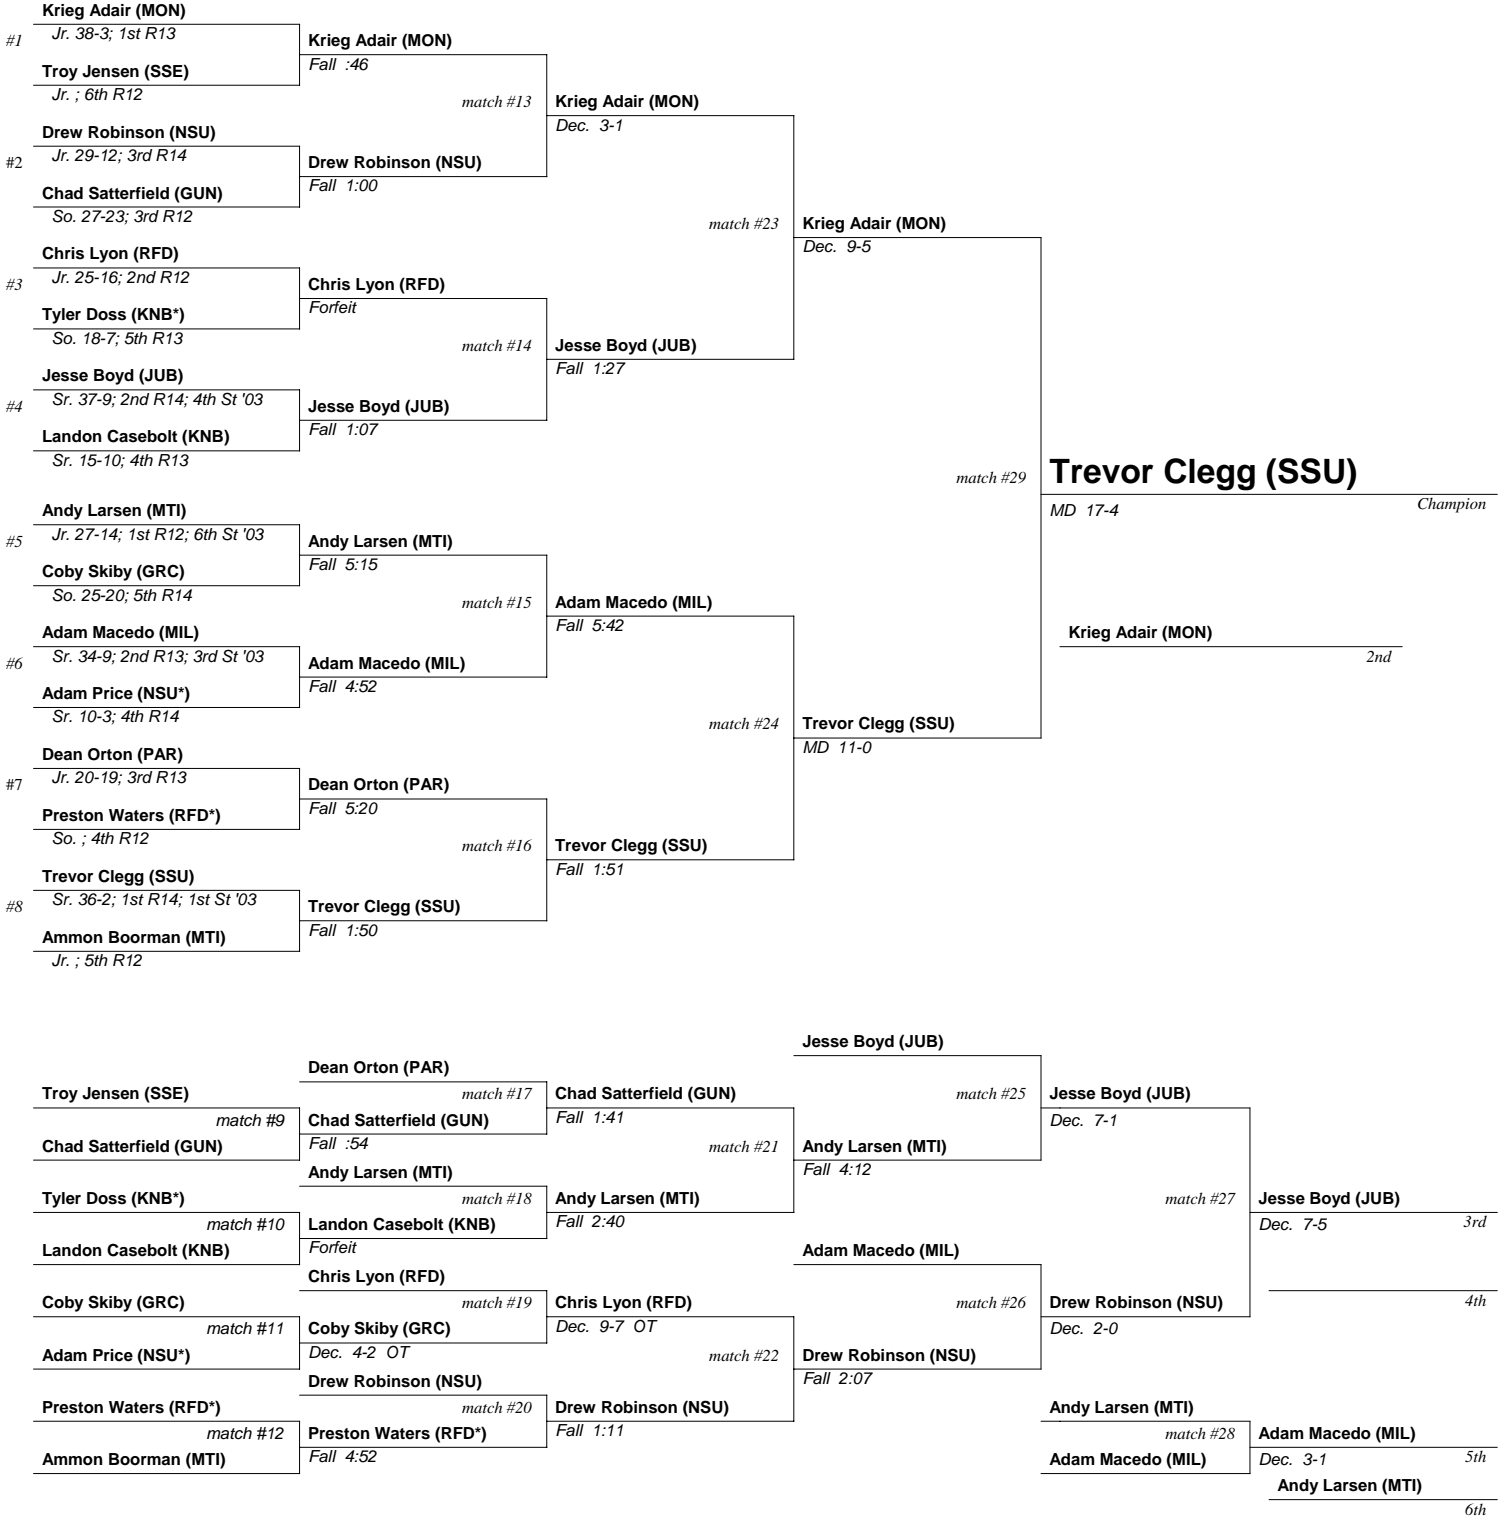 Krieg Adair (MON)
#1 Jr. 38-3; 1st R13
Krieg Adair (MON)
Fall :46
Troy Jensen (SSE)
Jr. ; 6th R12
match #13 Krieg Adair (MON)
Dec. 3-1
Drew Robinson (NSU)
#2 Jr. 29-12; 3rd R14
Drew Robinson (NSU)
Fall 1:00
Chad Satterfield (GUN)
So. 27-23; 3rd R12
match #23 Krieg Adair (MON)
Dec. 9-5
Chris Lyon (RFD)
#3 Jr. 25-16; 2nd R12
Chris Lyon (RFD)
Forfeit
Tyler Doss (KNB*)
So. 18-7; 5th R13
match #14 Jesse Boyd (JUB)
Fall 1:27
Jesse Boyd (JUB)
#4 Sr. 37-9; 2nd R14; 4th St '03
Jesse Boyd (JUB)
Fall 1:07
Landon Casebolt (KNB)
Sr. 15-10; 4th R13
match #29 Trevor Clegg (SSU)
MD 17-4 Champion
Andy Larsen (MTI)
#5 Jr. 27-14; 1st R12; 6th St '03
Andy Larsen (MTI)
Fall 5:15
Coby Skiby (GRC)
So. 25-20; 5th R14
match #15 Adam Macedo (MIL)
Fall 5:42
Krieg Adair (MON)
2nd
Adam Macedo (MIL)
#6 Sr. 34-9; 2nd R13; 3rd St '03
Adam Macedo (MIL)
Fall 4:52
Adam Price (NSU*)
Sr. 10-3; 4th R14
match #24 Trevor Clegg (SSU)
MD 11-0
Dean Orton (PAR)
#7 Jr. 20-19; 3rd R13
Dean Orton (PAR)
Fall 5:20
Preston Waters (RFD*)
So. ; 4th R12
match #16 Trevor Clegg (SSU)
Fall 1:51
Trevor Clegg (SSU)
#8 Sr. 36-2; 1st R14; 1st St '03
Trevor Clegg (SSU)
Fall 1:50
Ammon Boorman (MTI)
Jr. ; 5th R12
Jesse Boyd (JUB)
Dean Orton (PAR)
Troy Jensen (SSE) match #17 Chad Satterfield (GUN) match #25 Jesse Boyd (JUB)
match #9 Chad Satterfield (GUN) Fall 1:41 Dec. 7-1
Chad Satterfield (GUN) Fall :54 match #21 Andy Larsen (MTI)
Fall 4:12
Andy Larsen (MTI)
Tyler Doss (KNB*) match #18 Andy Larsen (MTI) match #27 Jesse Boyd (JUB)
match #10 Landon Casebolt (KNB) Fall 2:40 Dec. 7-5 3rd
Landon Casebolt (KNB) Forfeit Adam Macedo (MIL)
Chris Lyon (RFD)
Coby Skiby (GRC) match #19 Chris Lyon (RFD) match #26 Drew Robinson (NSU) 4th
match #11 Coby Skiby (GRC) Dec. 9-7 OT Dec. 2-0
Adam Price (NSU*) Dec. 4-2 OT match #22 Drew Robinson (NSU)
Fall 2:07
Drew Robinson (NSU)
Preston Waters (RFD*) match #20 Drew Robinson (NSU) Andy Larsen (MTI)
match #12 Preston Waters (RFD*) Fall 1:11 match #28 Adam Macedo (MIL)
Ammon Boorman (MTI) Fall 4:52 Adam Macedo (MIL) Dec. 3-1 5th
Andy Larsen (MTI)
6th